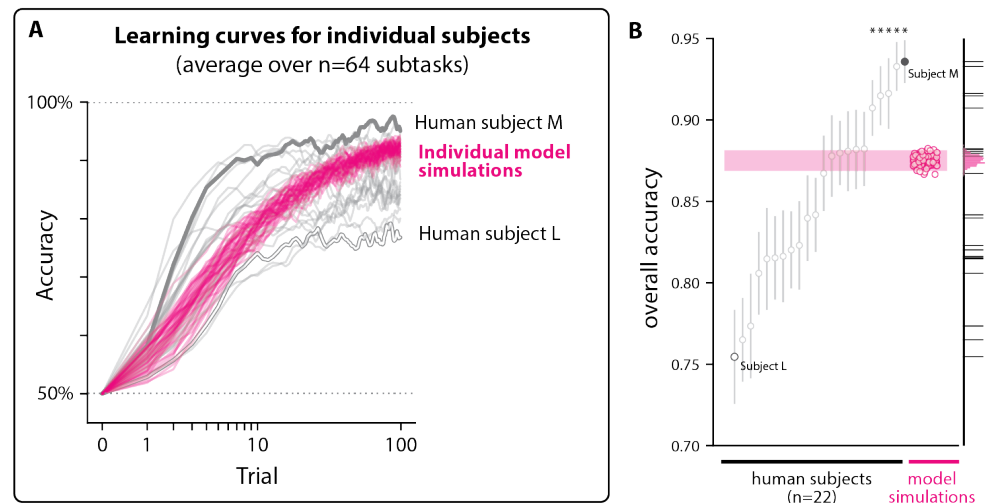 A
Learning curves for individual subjects
(average over n=64 subtasks)
100%
Human subject M
Individual model
simulations
Human subject L
Accuracy
50%
0 1 10 100
Trial
B
*****
0.95
Subject M
0.90
0.85
overall accuracy
0.80
0.75
Subject L
0.70
human subjects
(n=22)
model
simulations